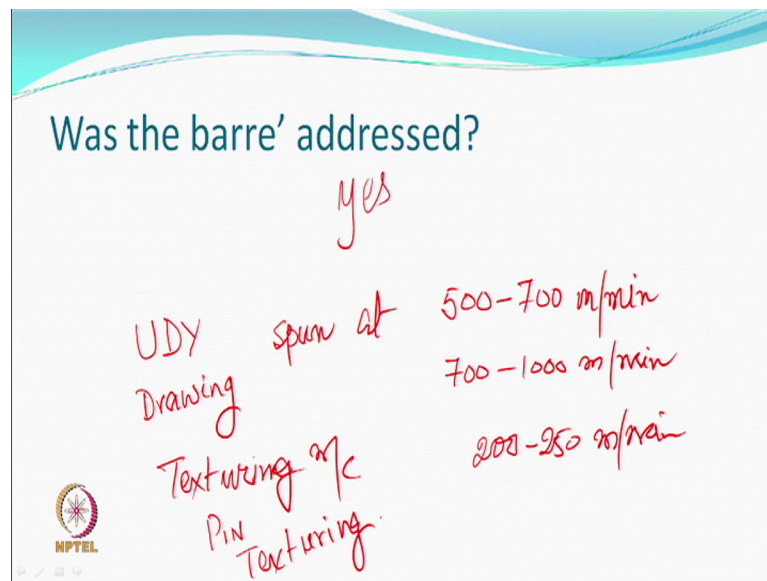 Was the barre' addressed?
yes
UDY spun at 500-700 m/min
Drawing 700-1000 m/min
Texturing m/c 200-250 m/min
PIN
Texturing.
NPTEL